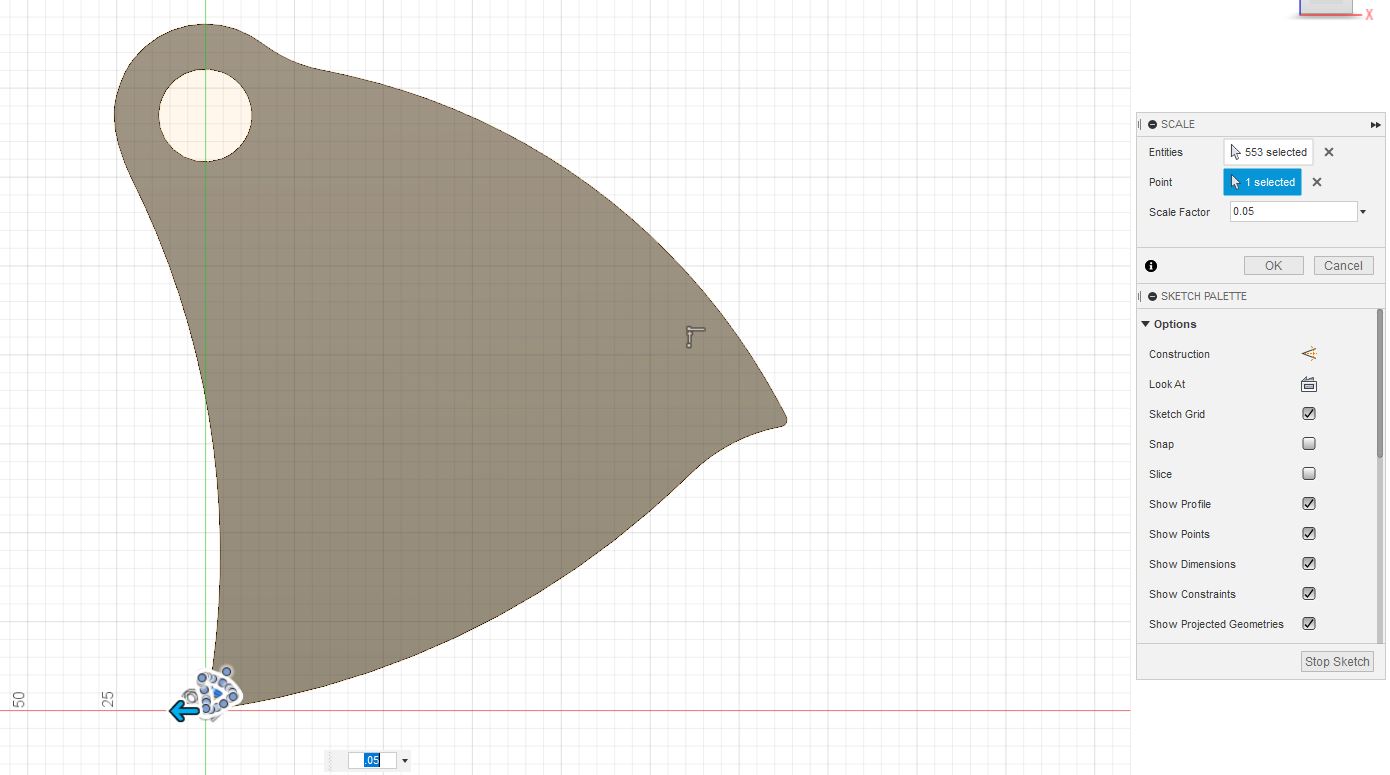 X
SCALE
Entities 553 selected
Point 1 selected
Scale Factor 0.05
OK Cancel
SKETCH PALETTE
Options
Construction
Look At
Sketch Grid
Snap
Slice
Show Profile
Show Points
Show Dimensions
Show Constraints
Show Projected Geometries
Stop Sketch
50 25
.05